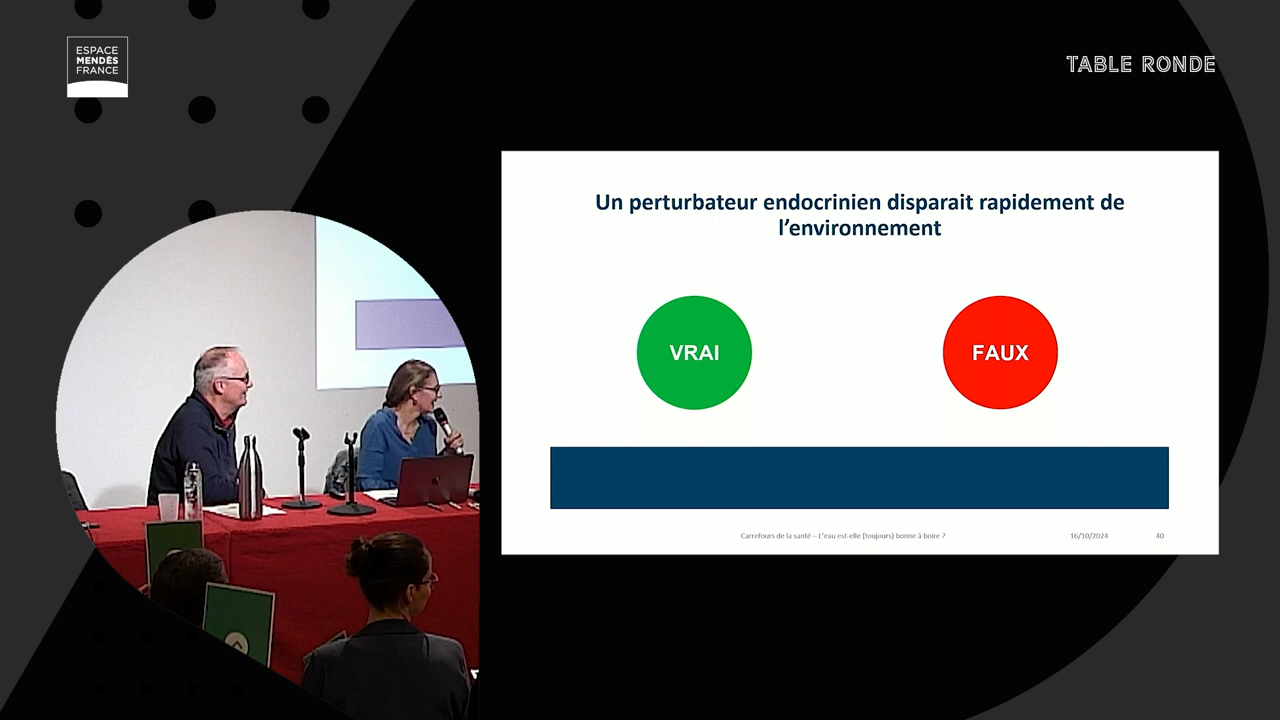 ESPACE
MENDÈS
FRANCE
TABLE RONDE
Un perturbateur endocrinien disparait rapidement de
l'environnement
VRAI
FAUX
Carrefours de la santé – L'eau est-elle (toujours) bonne à boire ?
16/10/2024
40